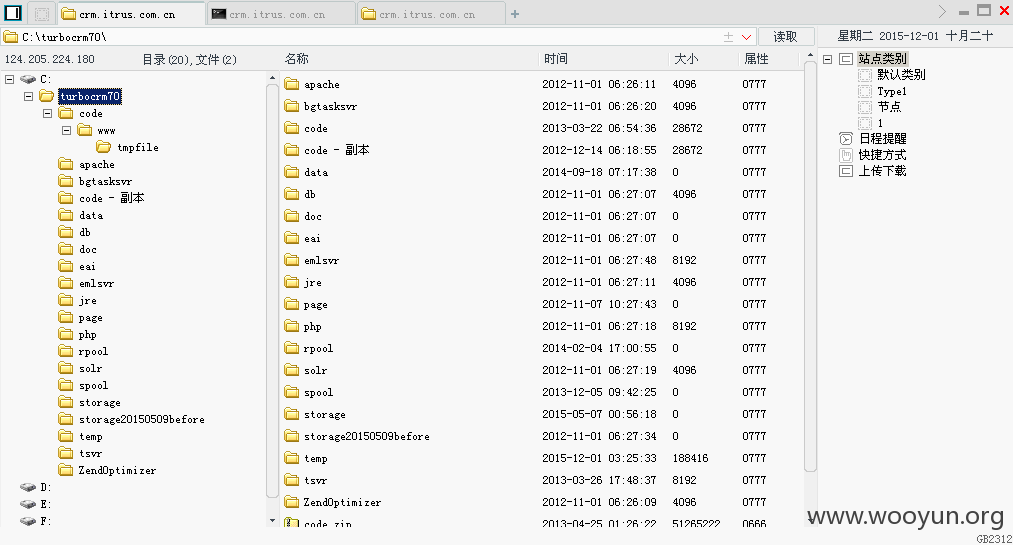 crm.itrus.com.cn crm.itrus.com.cn crm.itrus.com.cn
C:\turbocrm70\ 读取 星期二 2015-12-01 十月二十
124.205.224.180 目录(20),文件(2) 名称 时间 大小 属性
C:
turbocrm70
code
www
tmpfile
apache
bgtasksvr
code - 副本
data
db
doc
eai
emlsvr
jre
page
php
rpool
solr
spool
storage
storage20150509before
temp
tsvr
ZendOptimizer
D:
E:
F:
apache 2012-11-01 06:26:11 4096 0777
bgtasksvr 2012-11-01 06:26:20 4096 0777
code 2013-03-22 06:54:36 28672 0777
code - 副本 2012-12-14 06:18:55 28672 0777
data 2014-09-18 07:17:38 0 0777
db 2012-11-01 06:27:07 4096 0777
doc 2012-11-01 06:27:07 0 0777
eai 2012-11-01 06:27:07 0 0777
emlsvr 2012-11-01 06:27:48 8192 0777
jre 2012-11-01 06:27:11 4096 0777
page 2012-11-07 10:27:43 0 0777
php 2012-11-01 06:27:18 8192 0777
rpool 2014-02-04 17:00:55 0 0777
solr 2012-11-01 06:27:19 4096 0777
spool 2013-12-05 09:42:25 0 0777
storage 2015-05-07 00:56:18 0 0777
storage20150509before 2012-11-01 06:27:34 0 0777
temp 2015-12-01 03:25:33 188416 0777
tsvr 2013-03-26 17:48:37 8192 0777
ZendOptimizer 2012-11-01 06:26:09 4096 0777
code.zip 2013-04-25 01:26:22 51265222 0666
站点类别
默认类别
Type1
节点
1
日程提醒
快捷方式
上传下载
www.wooyun.org
GB2312